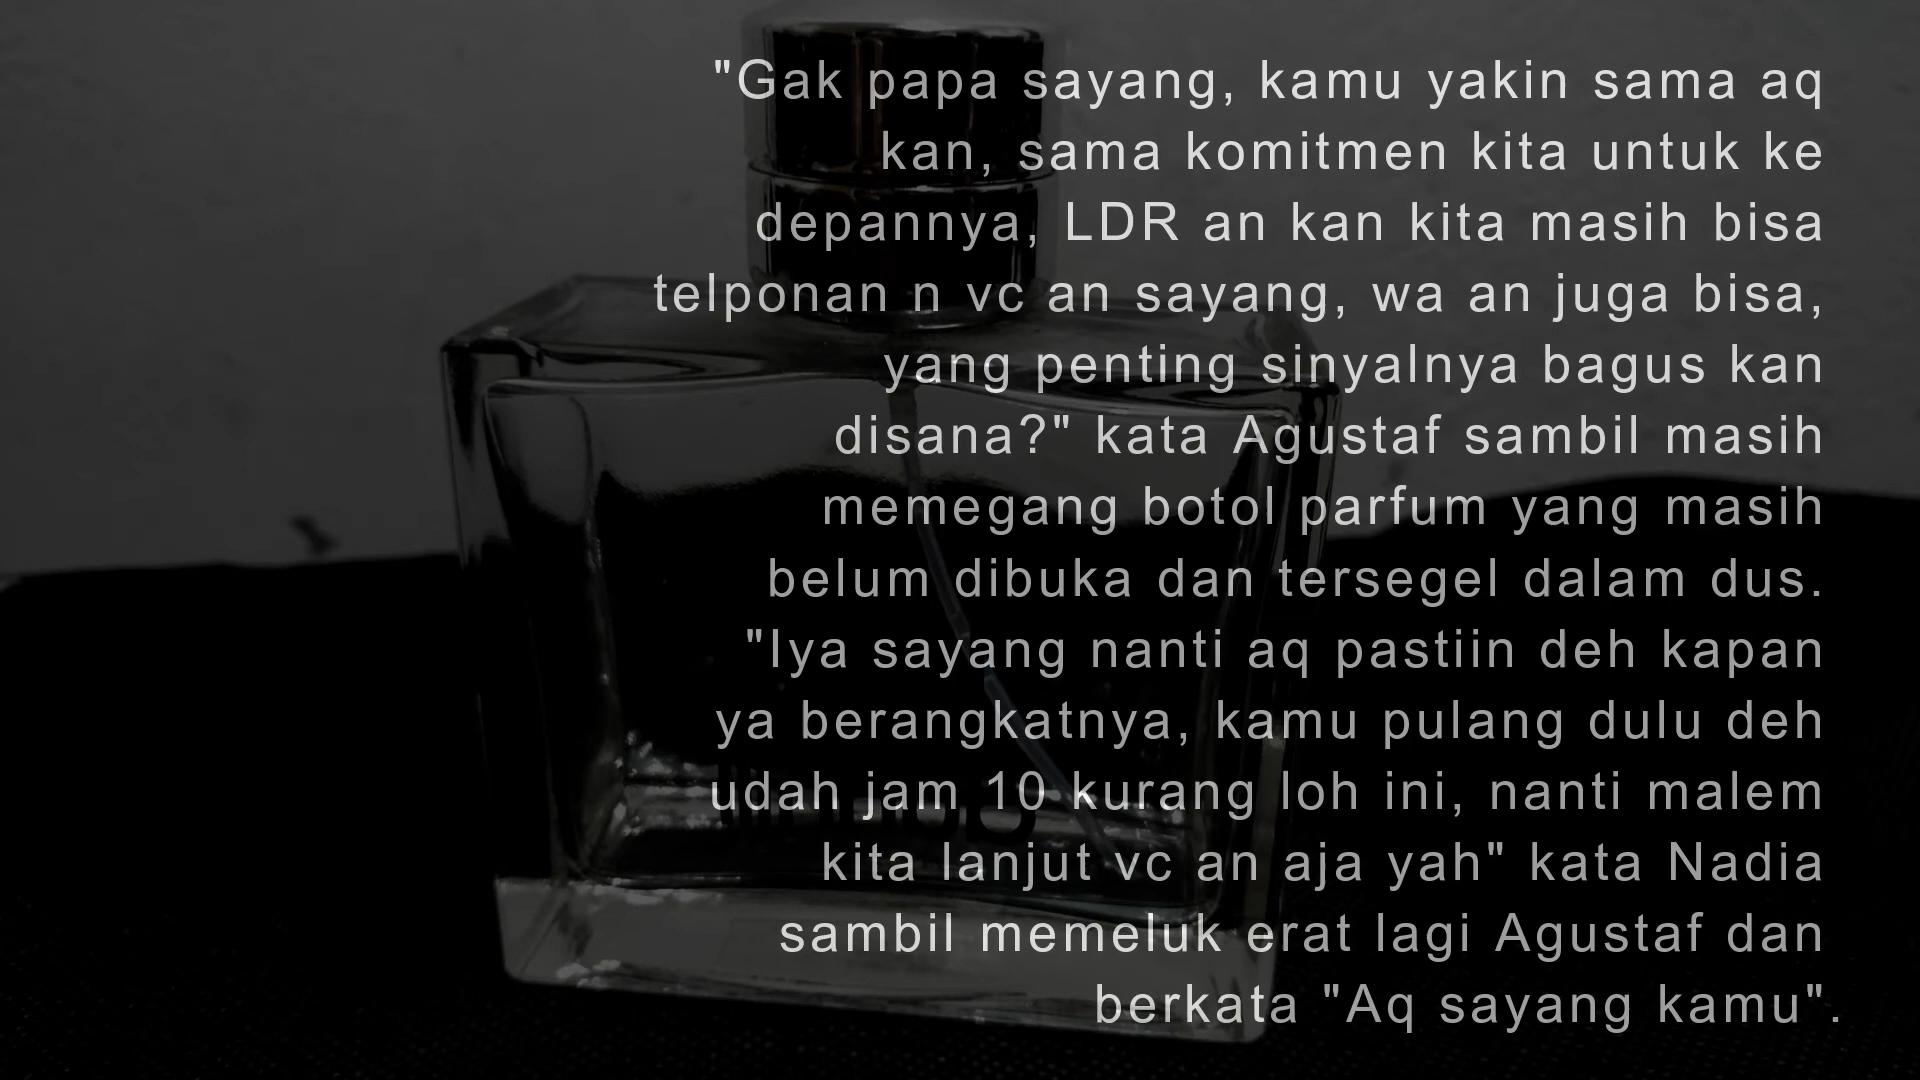 "Gak papa sayang, kamu yakin sama aq
kan, sama komitmen kita untuk ke
depannya, LDR an kan kita masih bisa
telponan n vc an sayang, wa an juga bisa,
yang penting sinyalnya bagus kan
disana?" kata Agustaf sambil masih
memegang botol parfum yang masih
belum dibuka dan tersegel dalam dus.
"Iya sayang nanti aq pastiin deh kapan
ya berangkatnya, kamu pulang dulu deh
udah jam 10 kurang loh ini, nanti malem
kita lanjut vc an aja yah" kata Nadia
sambil memeluk erat lagi Agustaf dan
berkata "Aq sayang kamu".